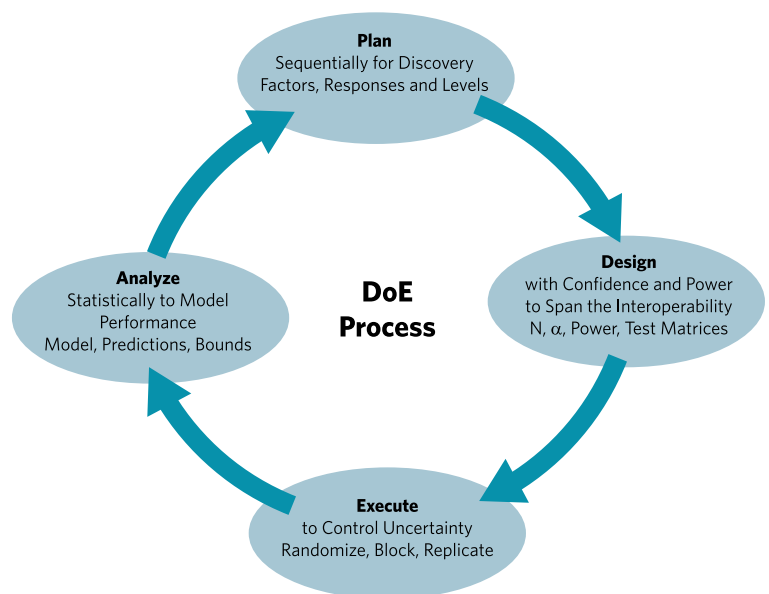 Plan
Sequentially for Discovery
Factors, Responses and Levels
Design
with Confidence and Power
to Span the Interoperability
N, α, Power, Test Matrices
Analyze
Statistically to Model
Performance
Model, Predictions, Bounds
DoE
Process
Execute
to Control Uncertainty
Randomize, Block, Replicate